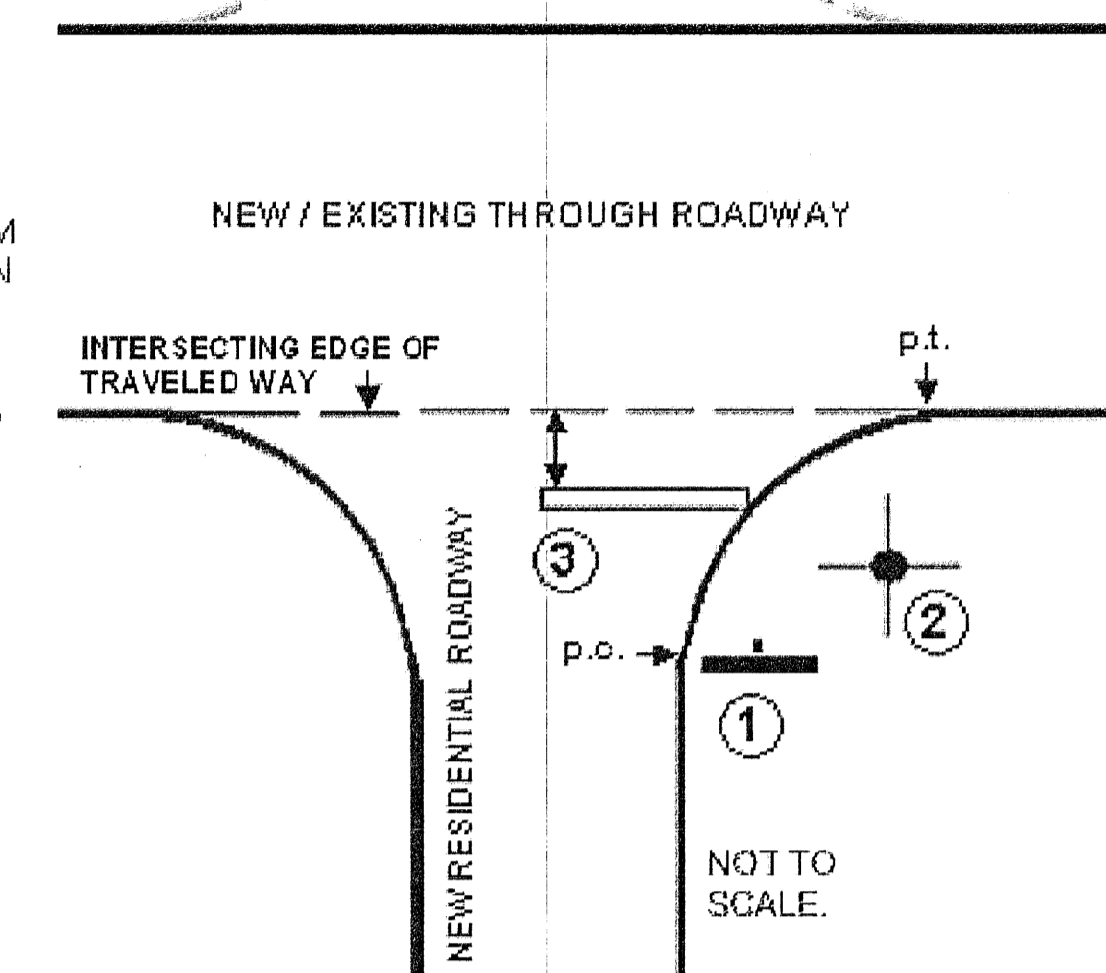 NEW / EXISTING THROUGH ROADWAY
M
N
INTERSECTING EDGE OF
TRAVELED WAY
p.t.
3
2
p.c.
1
NEW RESIDENTIAL ROADWAY
NOT TO
SCALE.